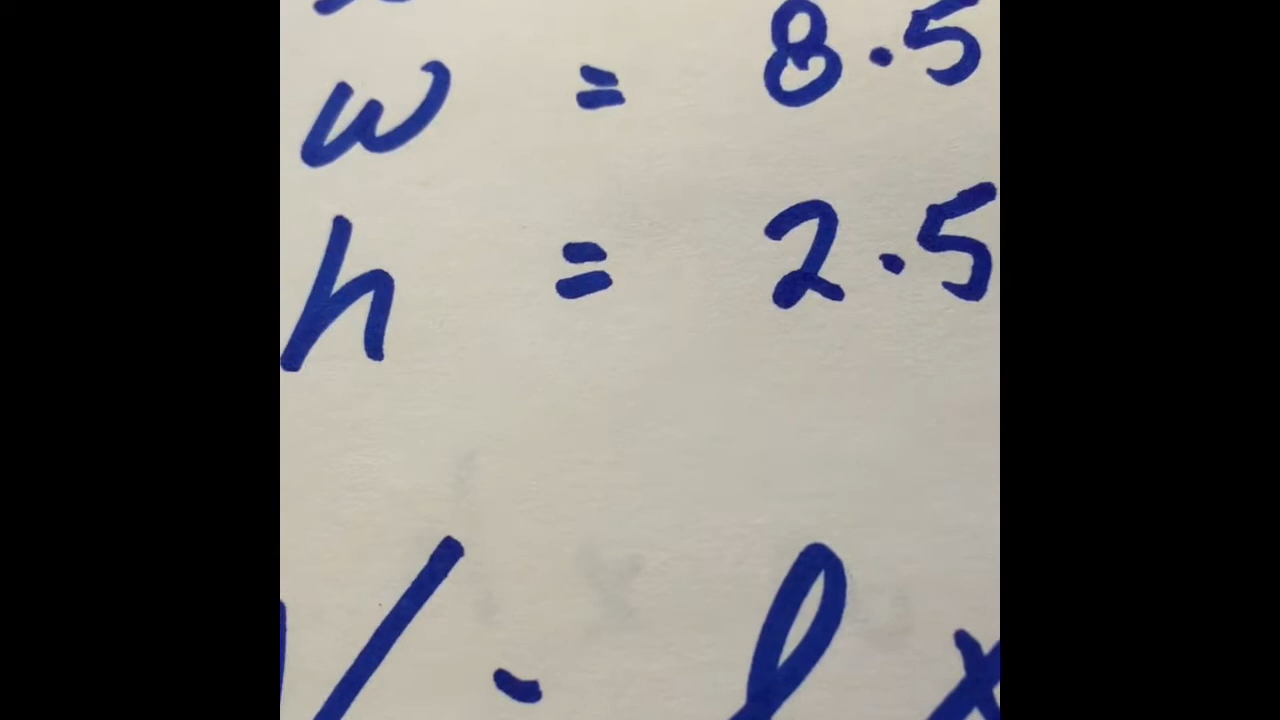 w = 8.5
h = 2.5
V = l x